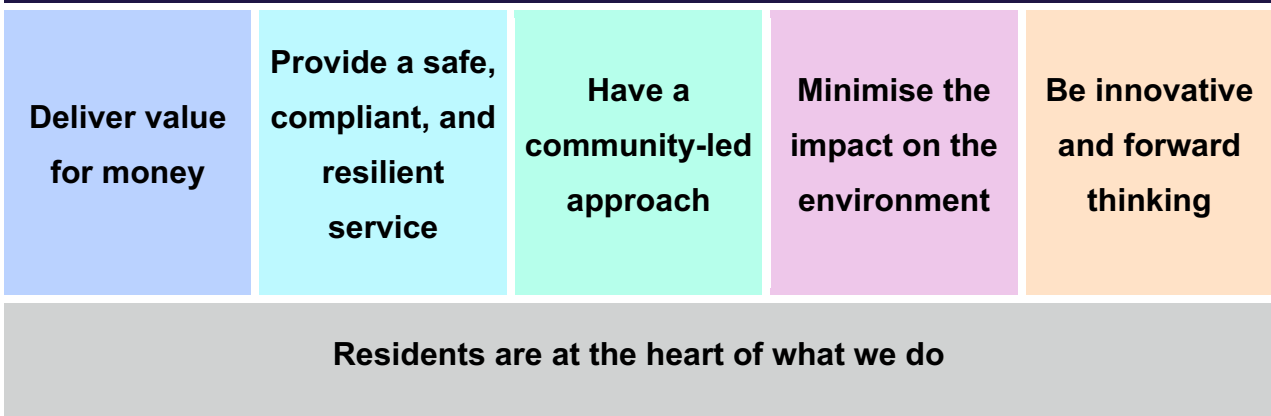 Deliver value
for money
Provide a safe,
compliant, and
resilient
service
Have a
community-led
approach
Minimise the
impact on the
environment
Be innovative
and forward
thinking
Residents are at the heart of what we do